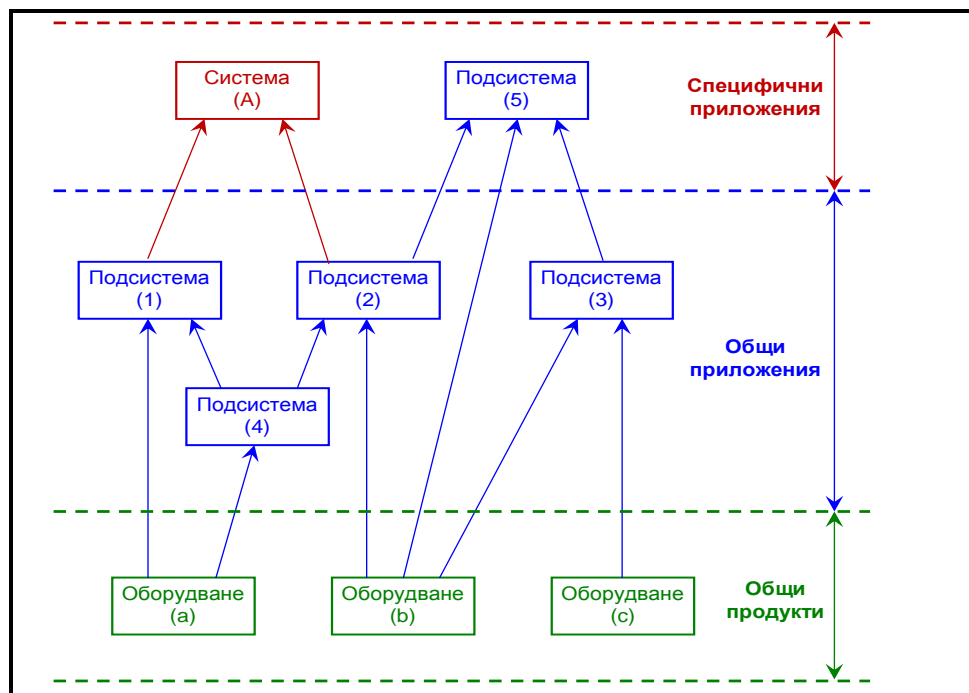 Система
(A)
Подсистема
(5)
Специфични
приложения
Подсистема
(1)
Подсистема
(2)
Подсистема
(3)
Общи
приложения
Подсистема
(4)
Оборудване
(a)
Оборудване
(b)
Оборудване
(c)
Общи
продукти